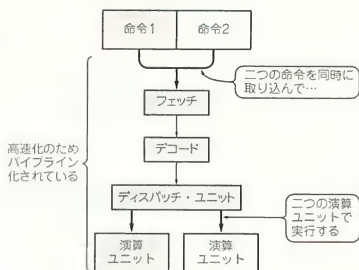 命令1
命令2
二つの命令を同時に
取り込んで…
フェッチ
デコード
高速化のため
パイプライン
化されている
ディスパッチ・ユニット
二つの演算
ユニットで
実行する
演算
ユニット
演算
ユニット